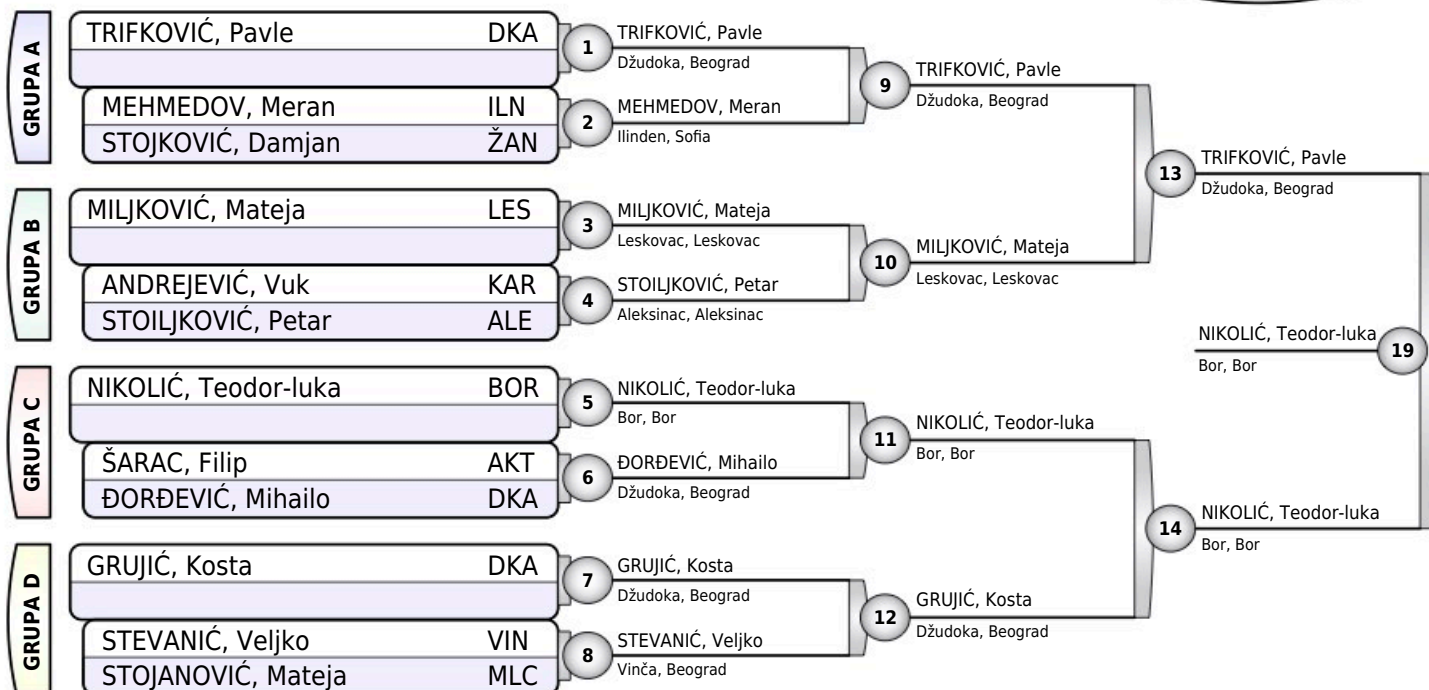 GRUPA A
TRIFKOVIĆ, Pavle DKA
MEHMEDOV, Meran ILN
STOJKOVIĆ, Damjan ŽAN
GRUPA B
MILJKOVIĆ, Mateja LES
ANDREJEVIĆ, Vuk KAR
STOILJKOVIĆ, Petar ALE
GRUPA C
NIKOLIĆ, Teodor-luka BOR
ŠARAC, Filip AKT
ĐORĐEVIĆ, Mihailo DKA
GRUPA D
GRUJIĆ, Kosta DKA
STEVANIĆ, Veljko VIN
STOJANOVIĆ, Mateja MLC
1
TRIFKOVIĆ, Pavle
Džudoka, Beograd
2
MEHMEDOV, Meran
Ilinden, Sofia
3
MILJKOVIĆ, Mateja
Leskovac, Leskovac
4
STOILJKOVIĆ, Petar
Aleksinac, Aleksinac
5
NIKOLIĆ, Teodor-luka
Bor, Bor
6
ĐORĐEVIĆ, Mihailo
Džudoka, Beograd
7
GRUJIĆ, Kosta
Džudoka, Beograd
8
STEVANIĆ, Veljko
Vinča, Beograd
9
TRIFKOVIĆ, Pavle
Džudoka, Beograd
10
MILJKOVIĆ, Mateja
Leskovac, Leskovac
11
NIKOLIĆ, Teodor-luka
Bor, Bor
12
GRUJIĆ, Kosta
Džudoka, Beograd
13
TRIFKOVIĆ, Pavle
Džudoka, Beograd
14
NIKOLIĆ, Teodor-luka
Bor, Bor
NIKOLIĆ, Teodor-luka
Bor, Bor
19